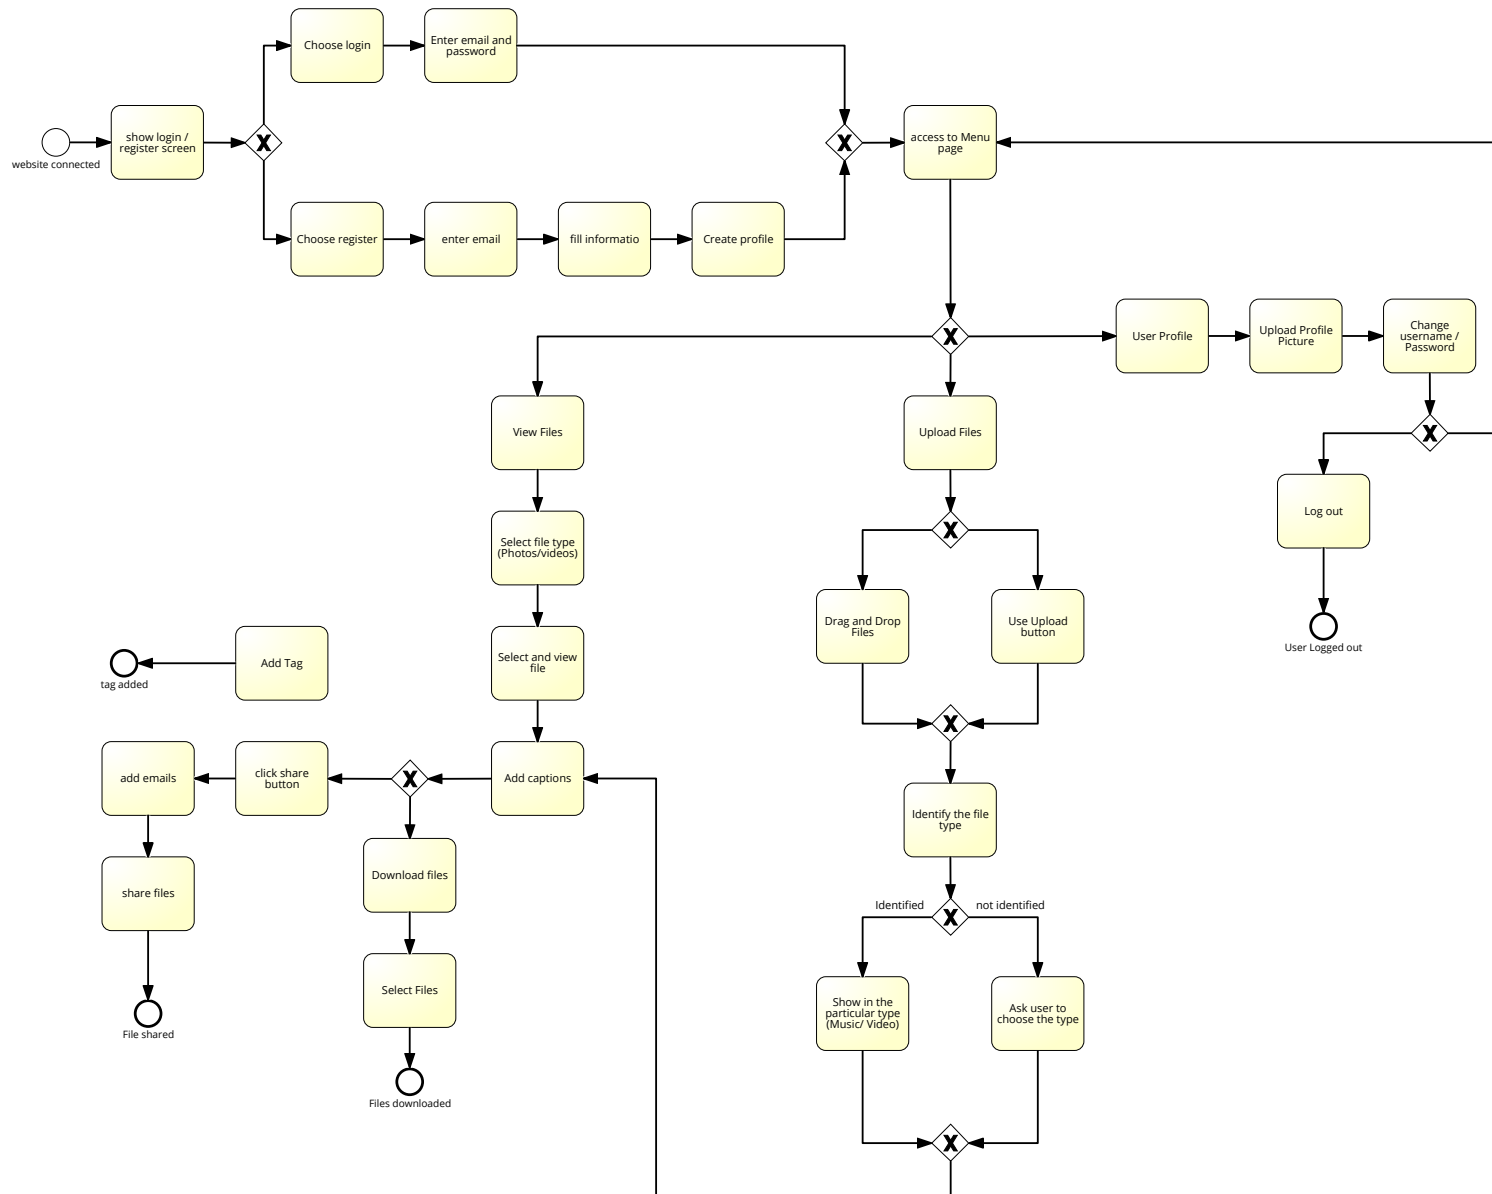 Choose login
Enter email and
password
show login /
register screen
website connected
access to Menu
page
Choose register
enter email
fill informatio
Create profile
User Profile
Upload Profile
Picture
Change
username /
Password
View Files
Upload Files
Log out
Select file type
(Photos/videos)
Drag and Drop
Files
Use Upload
button
User Logged out
Add Tag
tag added
Select and view
file
add emails
click share
button
Add captions
Identify the file
type
Download files
share files
Identified
not identified
Select Files
Show in the
particular type
(Music/ Video)
Ask user to
choose the type
File shared
Files downloaded